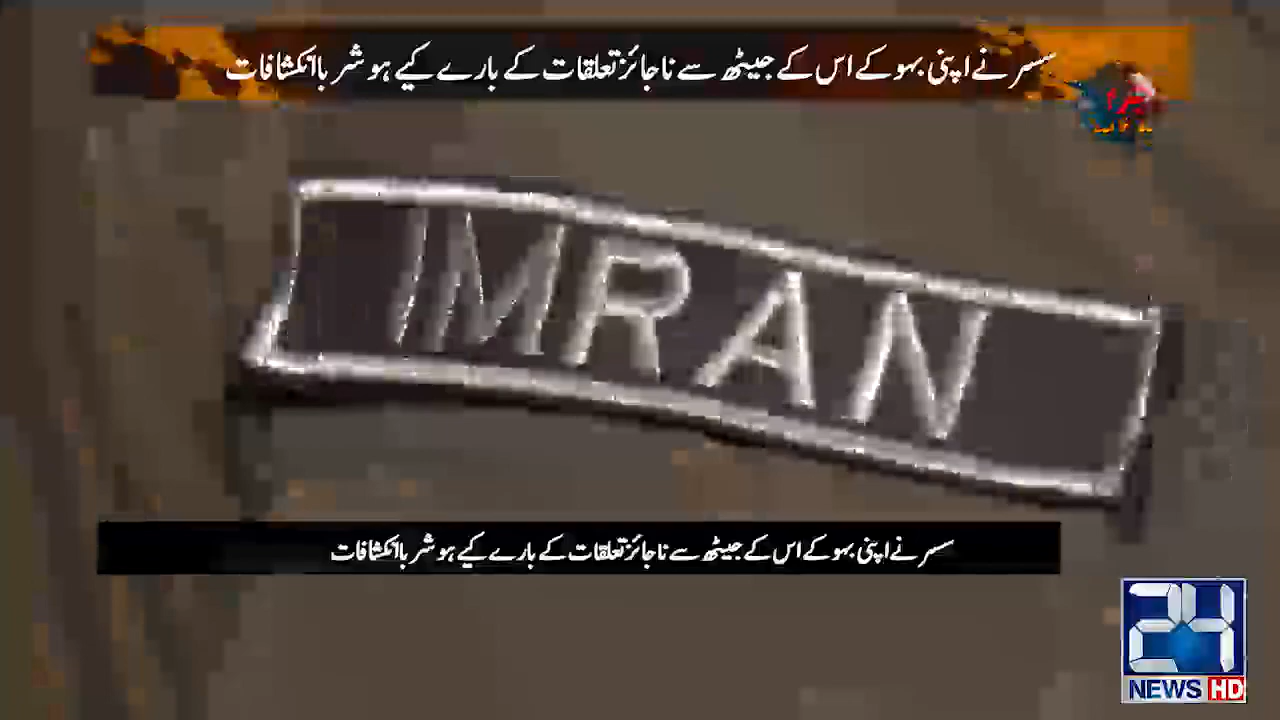 سسر نے اپنی بہو کے اس کے جیٹھ سے ناجائز تعلقات کے بارے کیے ہوشربا انکشافات
IMRAN
سسر نے اپنی بہو کے اس کے جیٹھ سے ناجائز تعلقات کے بارے کیے ہوشربا انکشافات
24
NEWS HD